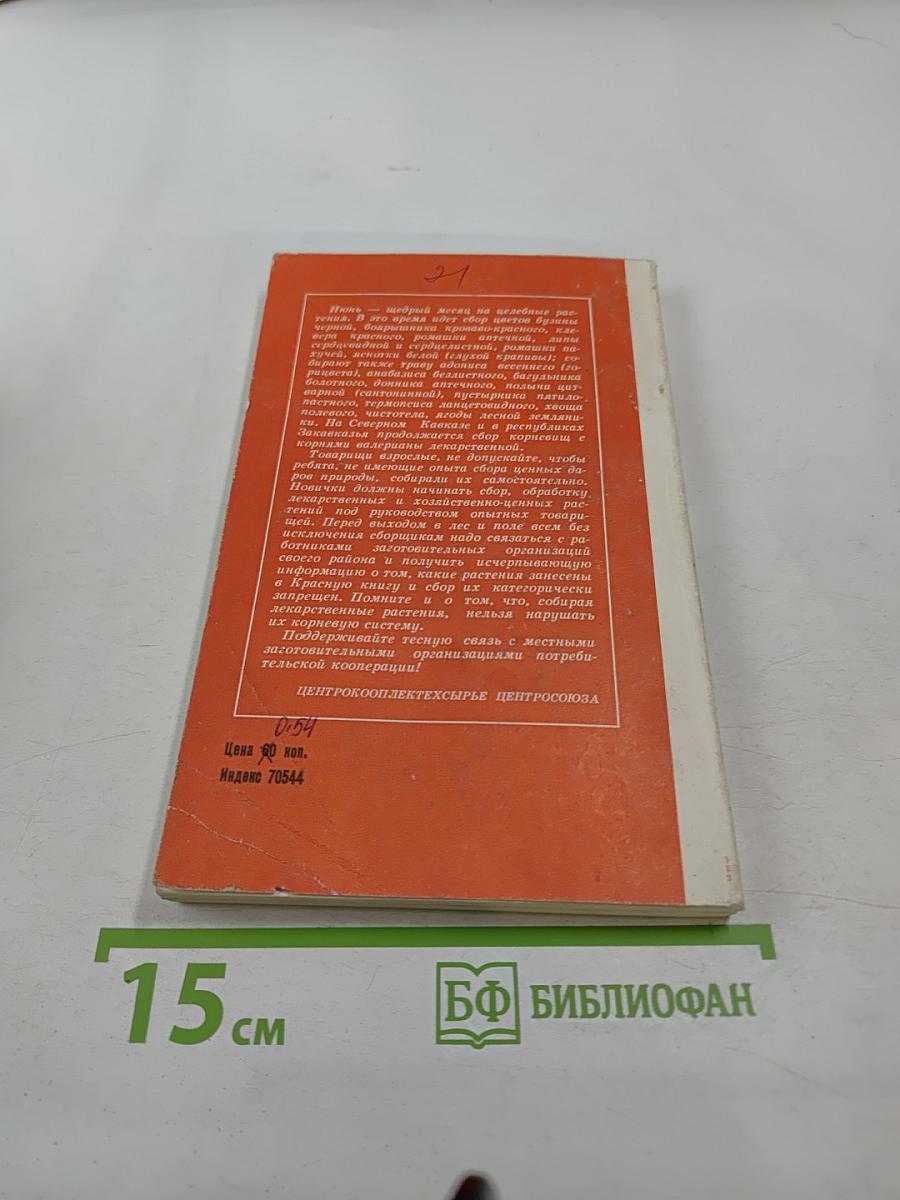 21
Июнь — щедрый месяц на целебные рас-
тения. В это время идет сбор цветов бузины
черной, боярышника кроваво-красного, кле-
вера красного, ромашки аптечной, липы
сердцевидной и сердцелистной, ромашки па-
хучей, яснотки белой (глухой крапивы); со-
бирают также траву адониса весеннего (го-
рицвета), анабазиса безлистного, багульника
болотного, донника аптечного, полыни цит-
варной (сантонинной), пустырника пятило-
пастного, термопсиса ланцетовидного, хвоща
полевого, чистотела, ягоды лесной земляни-
ки. На Северном Кавказе и в республиках
Закавказья продолжается сбор корневищ с
корнями валерианы лекарственной.
Товарищи взрослые, не допускайте, чтобы
ребята, не имеющие опыта сбора ценных да-
ров природы, собирали их самостоятельно.
Новички должны начинать сбор, обработку
лекарственных и хозяйственно-ценных рас-
тений под руководством опытных товари-
щей. Перед выходом в лес и поле всем без
исключения сборщикам надо связаться с ра-
ботниками заготовительных организаций
своего района и получить исчерпывающую
информацию о том, какие растения занесены
в Красную книгу и сбор их категорически
запрещен. Помните и о том, что, собирая
лекарственные растения, нельзя нарушать
их корневую систему.
Поддерживайте тесную связь с местными
заготовительными организациями потреби-
тельской кооперации!
ЦЕНТРОКООПЛЕКТЕХСЫРЬЕ ЦЕНТРОСОЮЗА
0.54
Цена 60 коп.
Индекс 70544
15 см
БФ БИБЛИОФАН